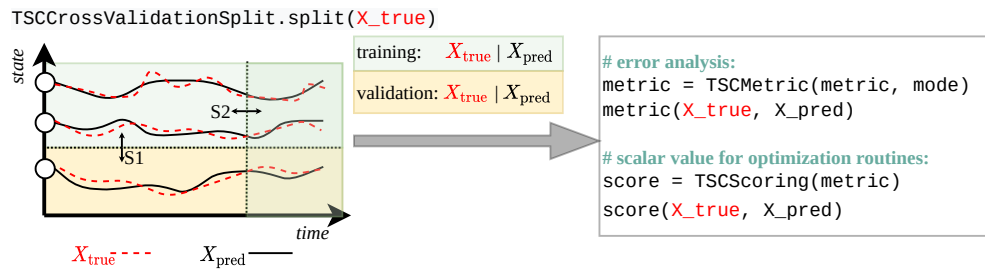 TSCCrossValidationSplit.split(X_true)
state
S2
S1
time
X_true
X_pred
training: X_true | X_pred
validation: X_true | X_pred
# error analysis:
metric = TSCMetric(metric, mode)
metric(X_true, X_pred)
# scalar value for optimization routines:
score = TSCScoring(metric)
score(X_true, X_pred)